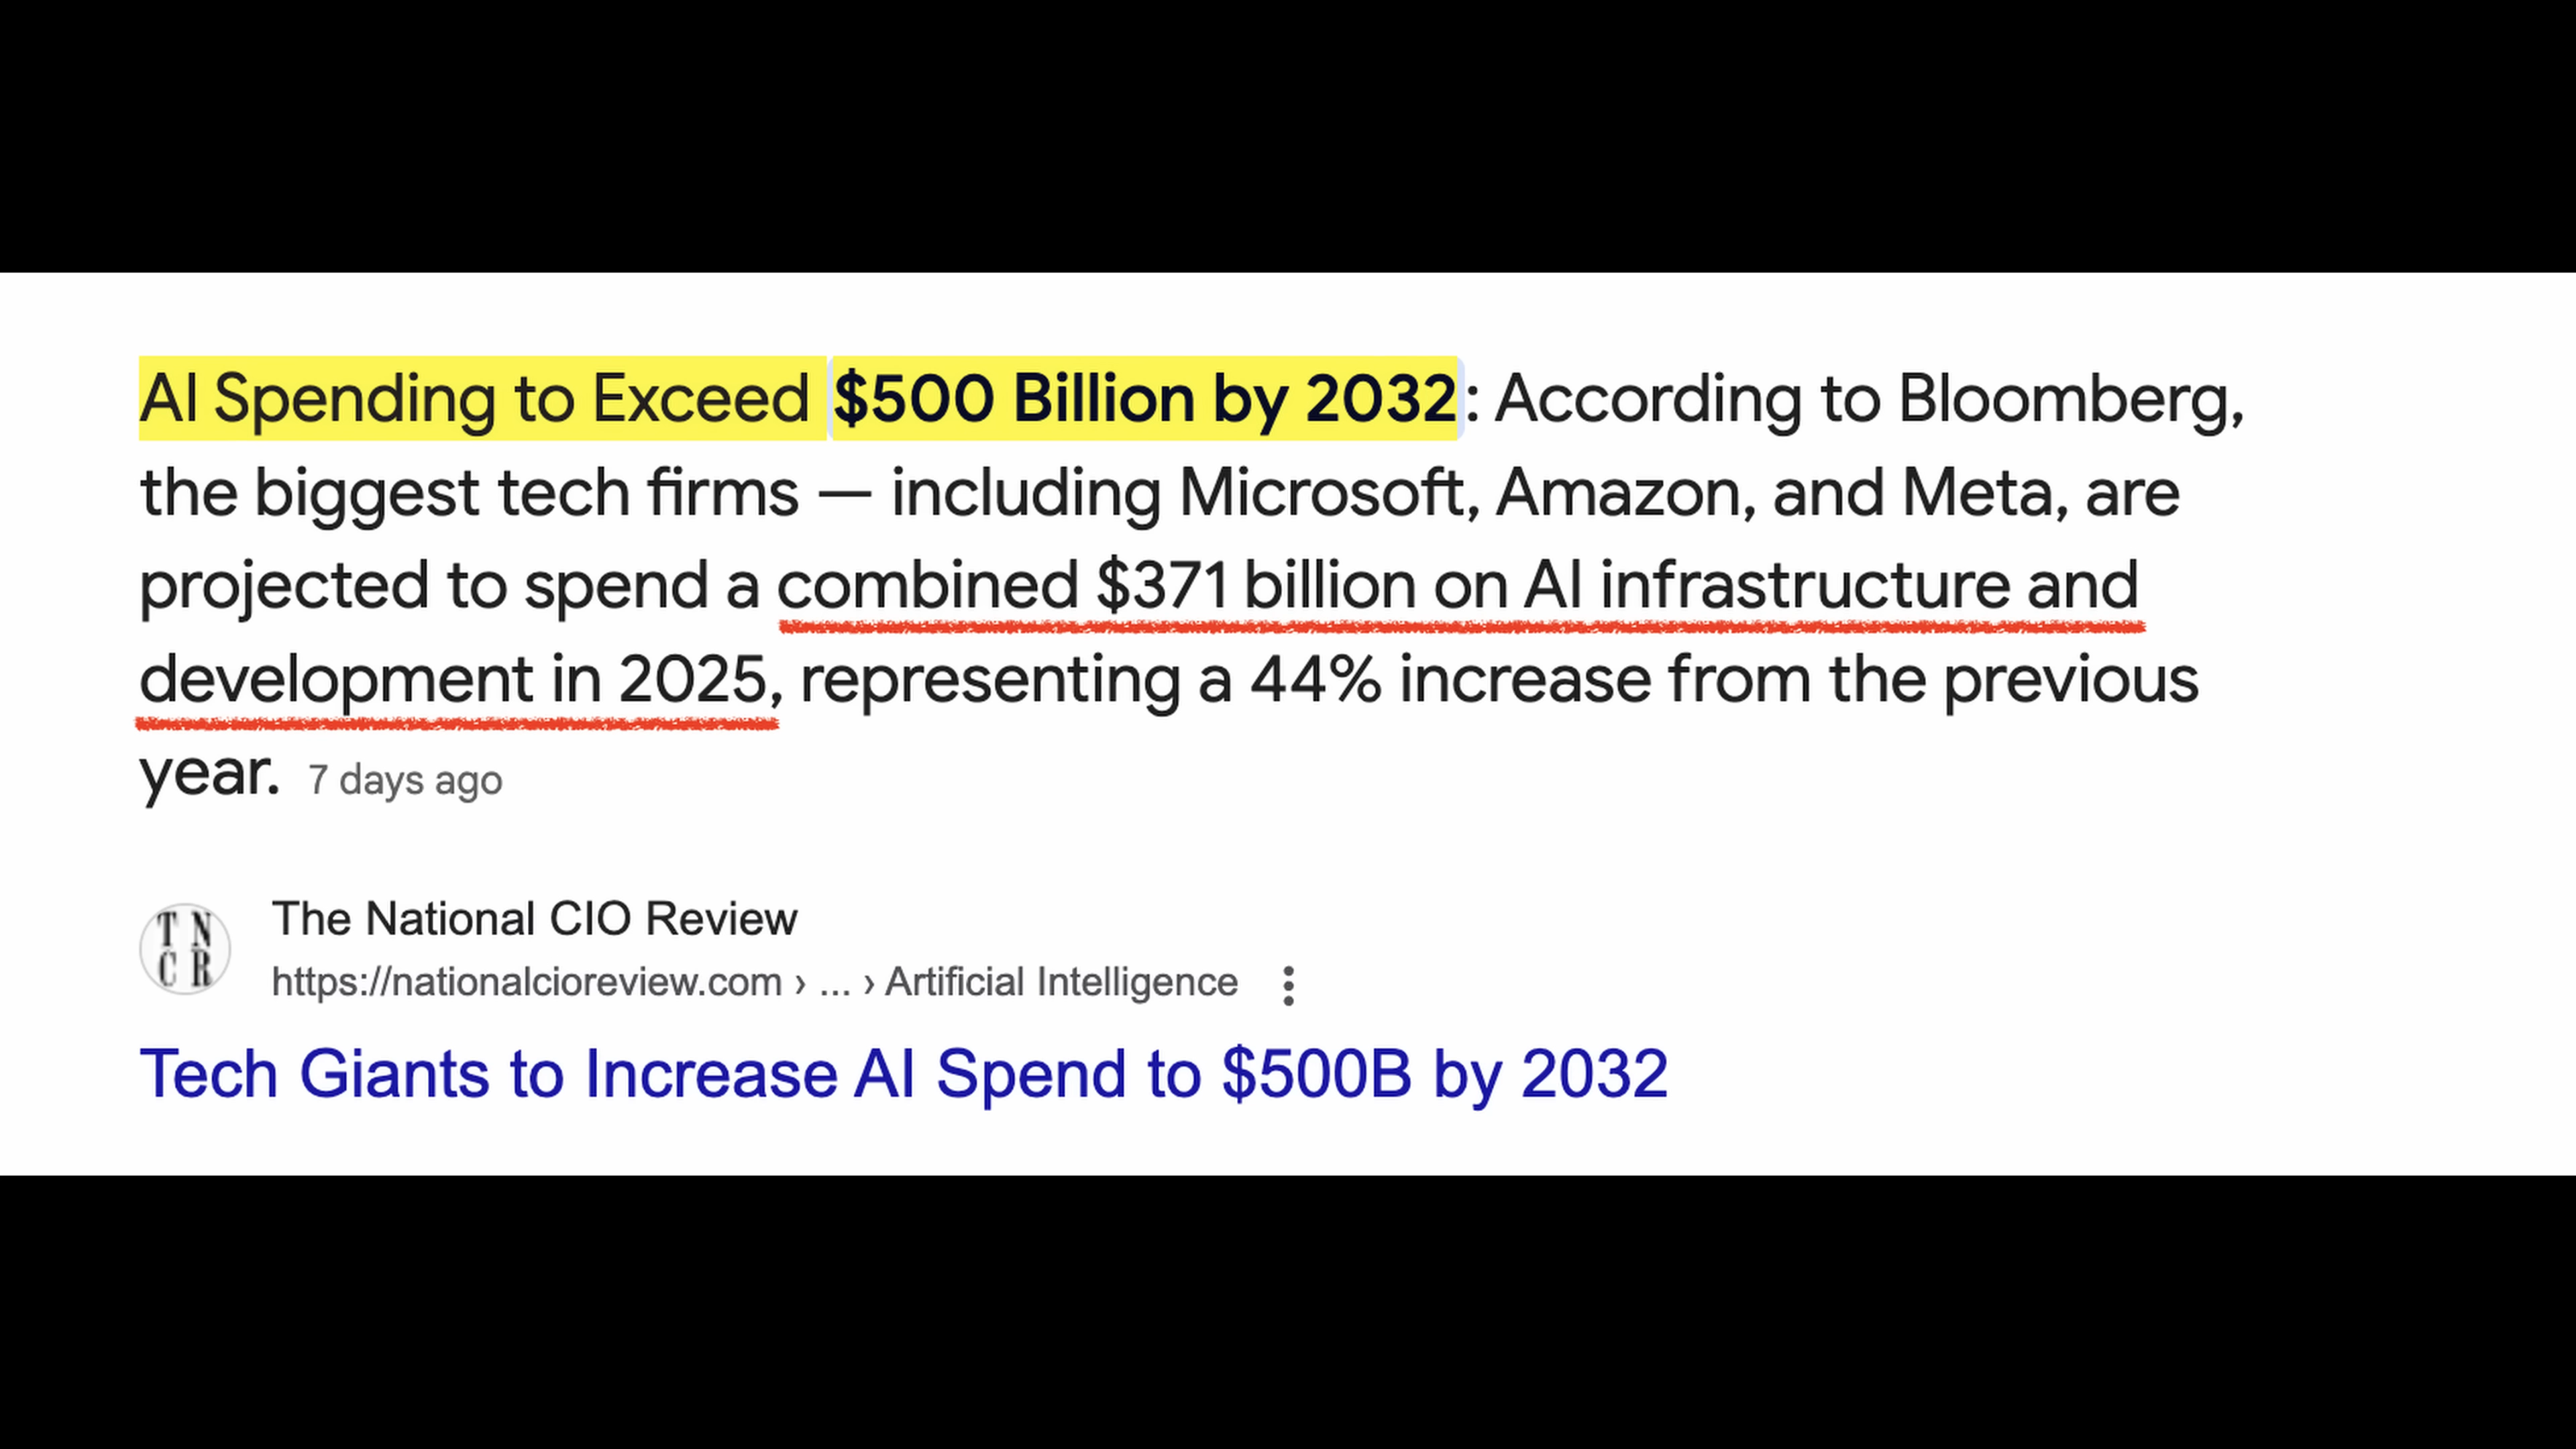 AI Spending to Exceed $500 Billion by 2032: According to Bloomberg,
the biggest tech firms — including Microsoft, Amazon, and Meta, are
projected to spend a combined $371 billion on AI infrastructure and
development in 2025, representing a 44% increase from the previous
year. 7 days ago
T N
C R
The National CIO Review
https://nationalcioreview.com › ... › Artificial Intelligence
Tech Giants to Increase AI Spend to $500B by 2032